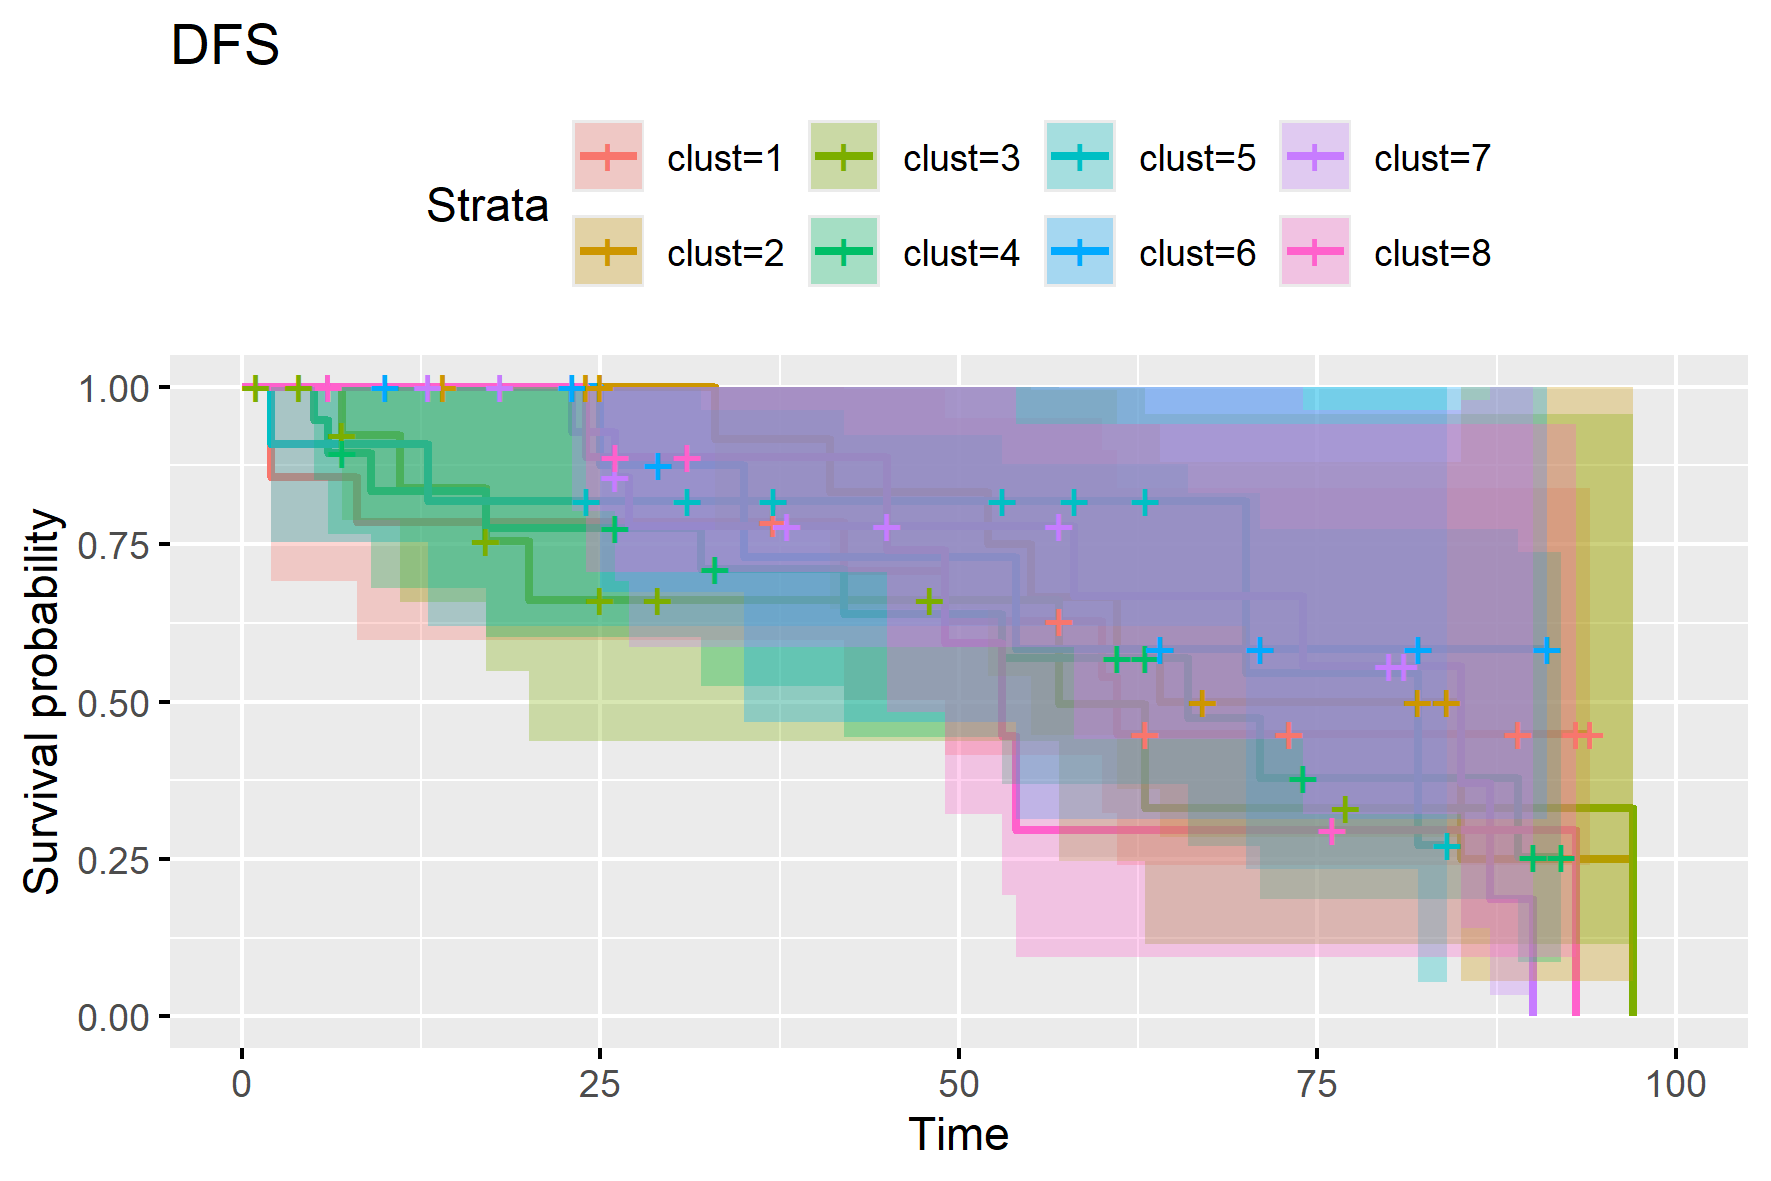 DFS
Strata
clust=1 clust=3 clust=5 clust=7
clust=2 clust=4 clust=6 clust=8
Survival probability
1.00
0.75
0.50
0.25
0.00
0 25 50 75 100
Time